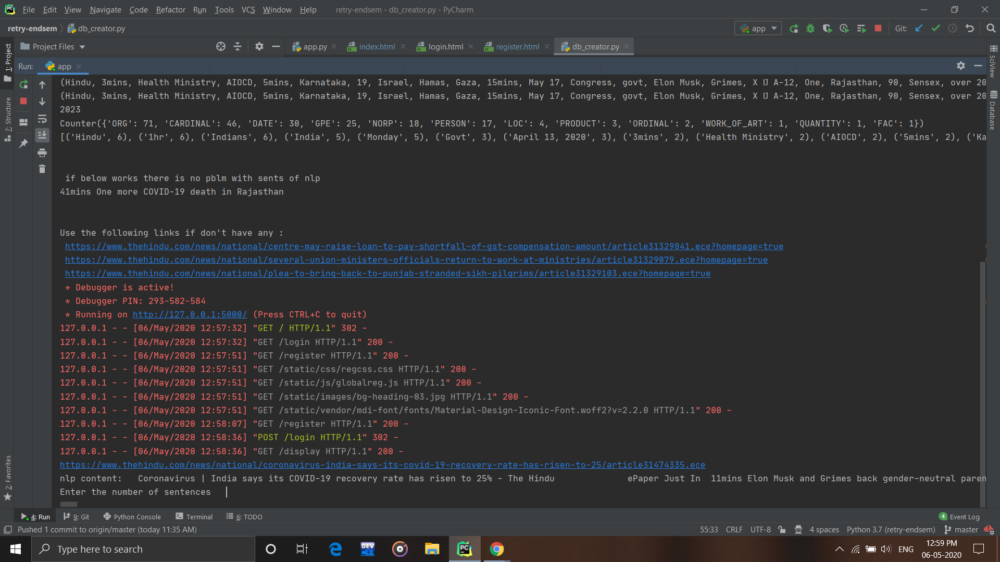 File Edit View Navigate Code Refactor Run Tools VCS Window Help retry-endsem - db_creator.py - PyCharm
retry-endsem db_creator.py app Git:
1: Project Project Files app.py index.html login.html register.html db_creator.py
Run: app
SciView
Database
7: Structure
2: Favorites
(Hindu, 3mins, Health Ministry, AIOCD, 5mins, Karnataka, 19, Israel, Hamas, Gaza, 15mins, May 17, Congress, govt, Elon Musk, Grimes, X Æ A-12, One, Rajasthan, 90, Sensex, over 20
(Hindu, 3mins, Health Ministry, AIOCD, 5mins, Karnataka, 19, Israel, Hamas, Gaza, 15mins, May 17, Congress, govt, Elon Musk, Grimes, X Æ A-12, One, Rajasthan, 90, Sensex, over 20
2023
Counter({'ORG': 71, 'CARDINAL': 46, 'DATE': 30, 'GPE': 25, 'NORP': 18, 'PERSON': 17, 'LOC': 4, 'PRODUCT': 3, 'ORDINAL': 2, 'WORK_OF_ART': 1, 'QUANTITY': 1, 'FAC': 1})
[('Hindu', 6), ('1hr', 6), ('Indians', 6), ('India', 5), ('Monday', 5), ('Govt', 3), ('April 13, 2020', 3), ('3mins', 2), ('Health Ministry', 2), ('AIOCD', 2), ('5mins', 2), ('Ka
if below works there is no pblm with sents of nlp
41mins One more COVID-19 death in Rajasthan
Use the following links if don't have any :
https://www.thehindu.com/news/national/centre-may-raise-loan-to-pay-shortfall-of-gst-compensation-amount/article31329841.ece?homepage=true
https://www.thehindu.com/news/national/several-union-ministers-officials-return-to-work-at-ministries/article31329079.ece?homepage=true
https://www.thehindu.com/news/national/plea-to-bring-back-to-punjab-stranded-sikh-pilgrims/article31329103.ece?homepage=true
* Debugger is active!
* Debugger PIN: 293-582-584
* Running on http://127.0.0.1:5000/ (Press CTRL+C to quit)
127.0.0.1 - - [06/May/2020 12:57:32] "GET / HTTP/1.1" 302 -
127.0.0.1 - - [06/May/2020 12:57:32] "GET /login HTTP/1.1" 200 -
127.0.0.1 - - [06/May/2020 12:57:51] "GET /register HTTP/1.1" 200 -
127.0.0.1 - - [06/May/2020 12:57:51] "GET /static/css/regcss.css HTTP/1.1" 200 -
127.0.0.1 - - [06/May/2020 12:57:51] "GET /static/js/globalreg.js HTTP/1.1" 200 -
127.0.0.1 - - [06/May/2020 12:57:51] "GET /static/images/bg-heading-03.jpg HTTP/1.1" 200 -
127.0.0.1 - - [06/May/2020 12:57:51] "GET /static/vendor/mdi-font/fonts/Material-Design-Iconic-Font.woff2?v=2.2.0 HTTP/1.1" 200 -
127.0.0.1 - - [06/May/2020 12:58:07] "GET /register HTTP/1.1" 200 -
127.0.0.1 - - [06/May/2020 12:58:36] "POST /login HTTP/1.1" 302 -
127.0.0.1 - - [06/May/2020 12:58:36] "GET /display HTTP/1.1" 200 -
https://www.thehindu.com/news/national/coronavirus-india-says-its-covid-19-recovery-rate-has-risen-to-25/article31474335.ece
nlp content: Coronavirus | India says its COVID-19 recovery rate has risen to 25% - The Hindu ePaper Just In 11mins Elon Musk and Grimes back gender-neutral paren
Enter the number of sentences
4: Run 9: Git Python Console Terminal 6: TODO 4 Event Log
Pushed 1 commit to origin/master (today 11:35 AM) 55:33 CRLF UTF-8 4 spaces Python 3.7 (retry-endsem) master
Type here to search DEV C++ PC ENG 12:59 PM
06-05-2020